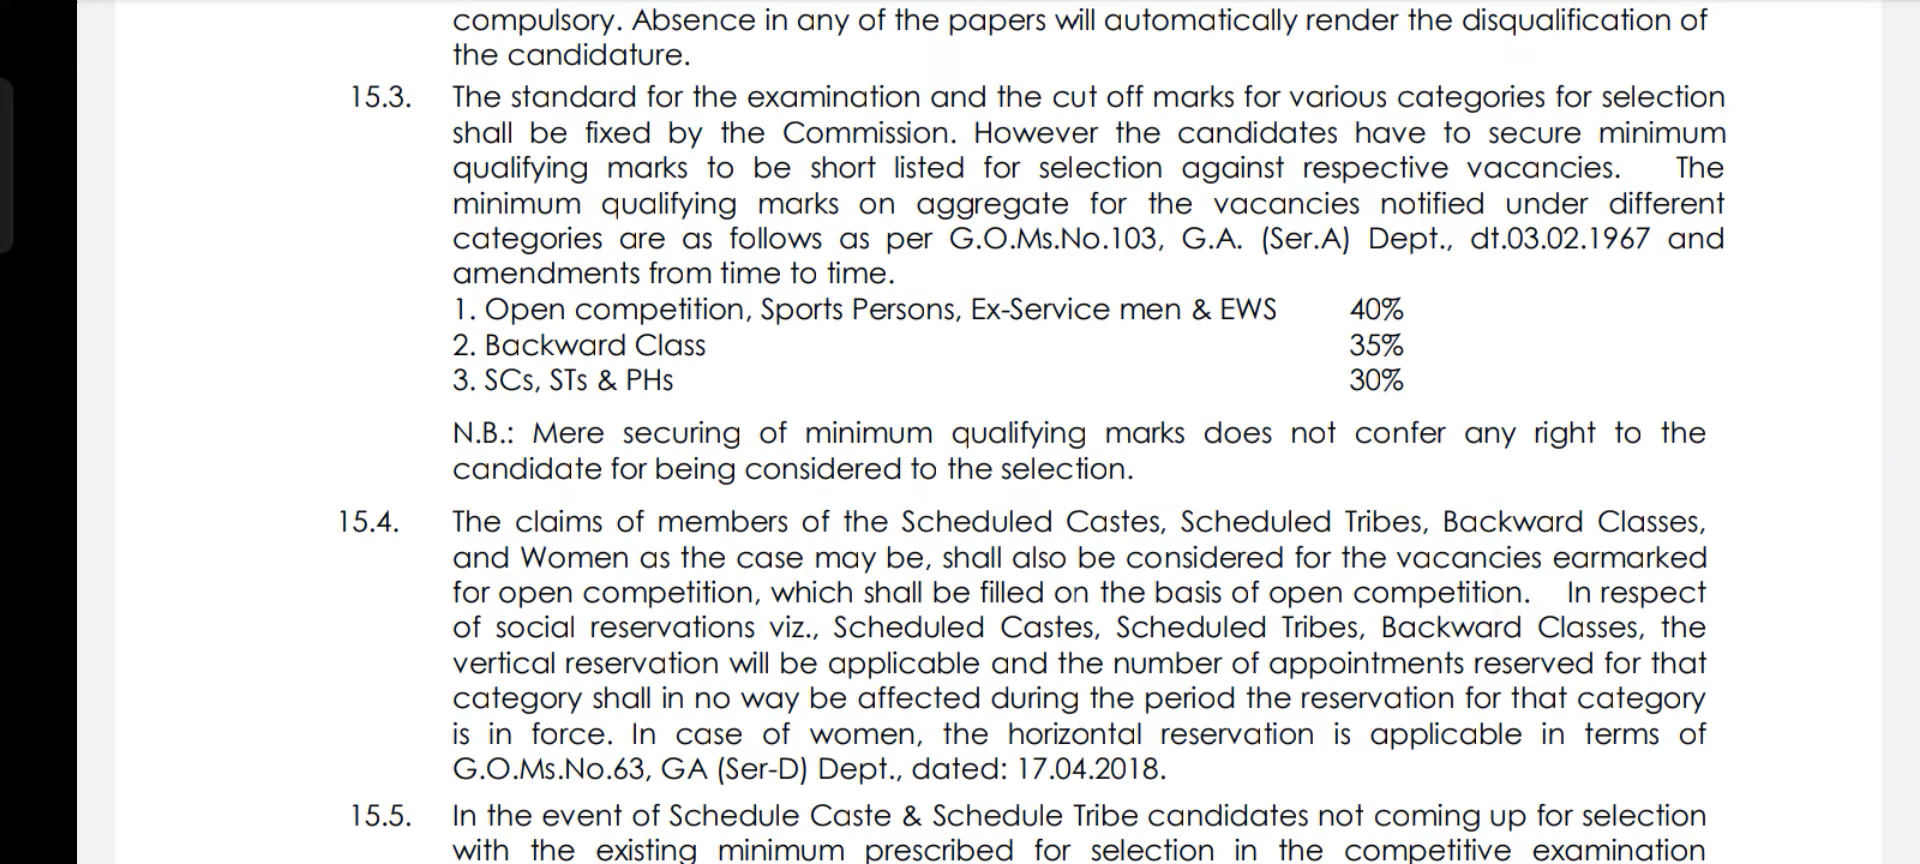 compulsory. Absence in any of the papers will automatically render the disqualification of
the candidature.
15.3. The standard for the examination and the cut off marks for various categories for selection
shall be fixed by the Commission. However the candidates have to secure minimum
qualifying marks to be short listed for selection against respective vacancies. The
minimum qualifying marks on aggregate for the vacancies notified under different
categories are as follows as per G.O.Ms.No.103, G.A. (Ser.A) Dept., dt.03.02.1967 and
amendments from time to time.
1. Open competition, Sports Persons, Ex-Service men & EWS 40%
2. Backward Class 35%
3. SCs, STs & PHs 30%
N.B.: Mere securing of minimum qualifying marks does not confer any right to the
candidate for being considered to the selection.
15.4. The claims of members of the Scheduled Castes, Scheduled Tribes, Backward Classes,
and Women as the case may be, shall also be considered for the vacancies earmarked
for open competition, which shall be filled on the basis of open competition. In respect
of social reservations viz., Scheduled Castes, Scheduled Tribes, Backward Classes, the
vertical reservation will be applicable and the number of appointments reserved for that
category shall in no way be affected during the period the reservation for that category
is in force. In case of women, the horizontal reservation is applicable in terms of
G.O.Ms.No.63, GA (Ser-D) Dept., dated: 17.04.2018.
15.5. In the event of Schedule Caste & Schedule Tribe candidates not coming up for selection
with the existing minimum prescribed for selection in the competitive examination